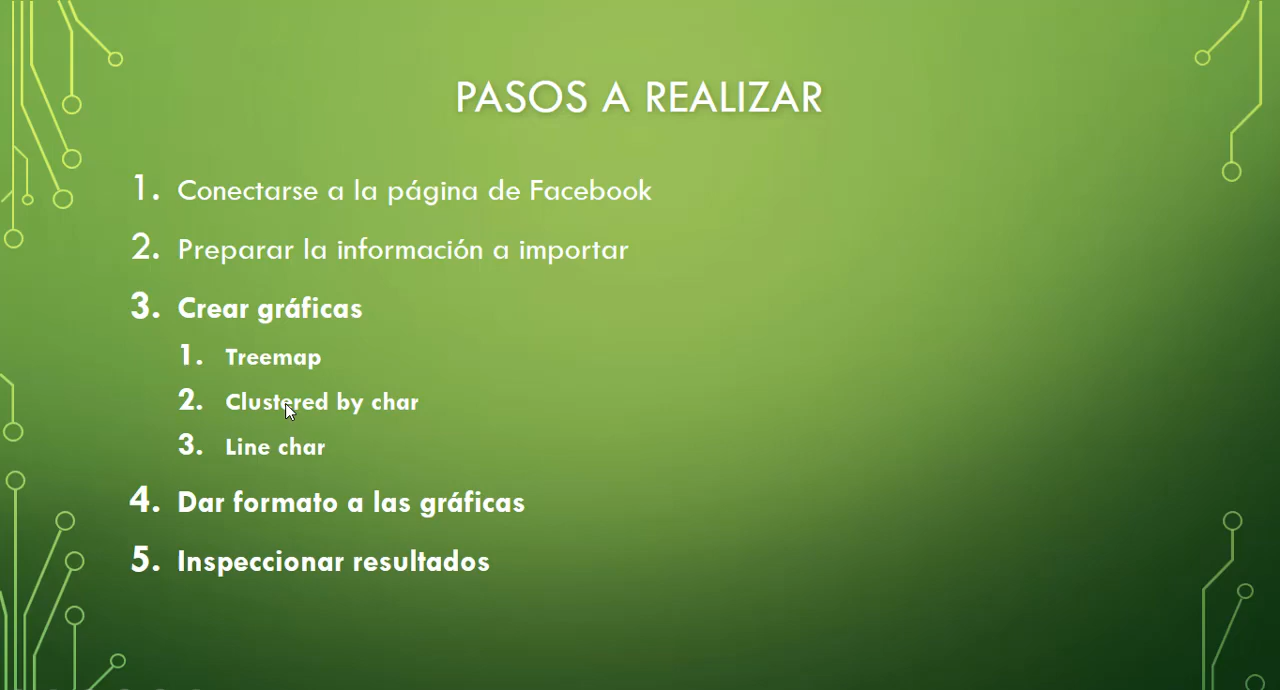 PASOS A REALIZAR
1. Conectarse a la página de Facebook
2. Preparar la información a importar
3. Crear gráficas
1. Treemap
2. Clustered by char
3. Line char
4. Dar formato a las gráficas
5. Inspeccionar resultados